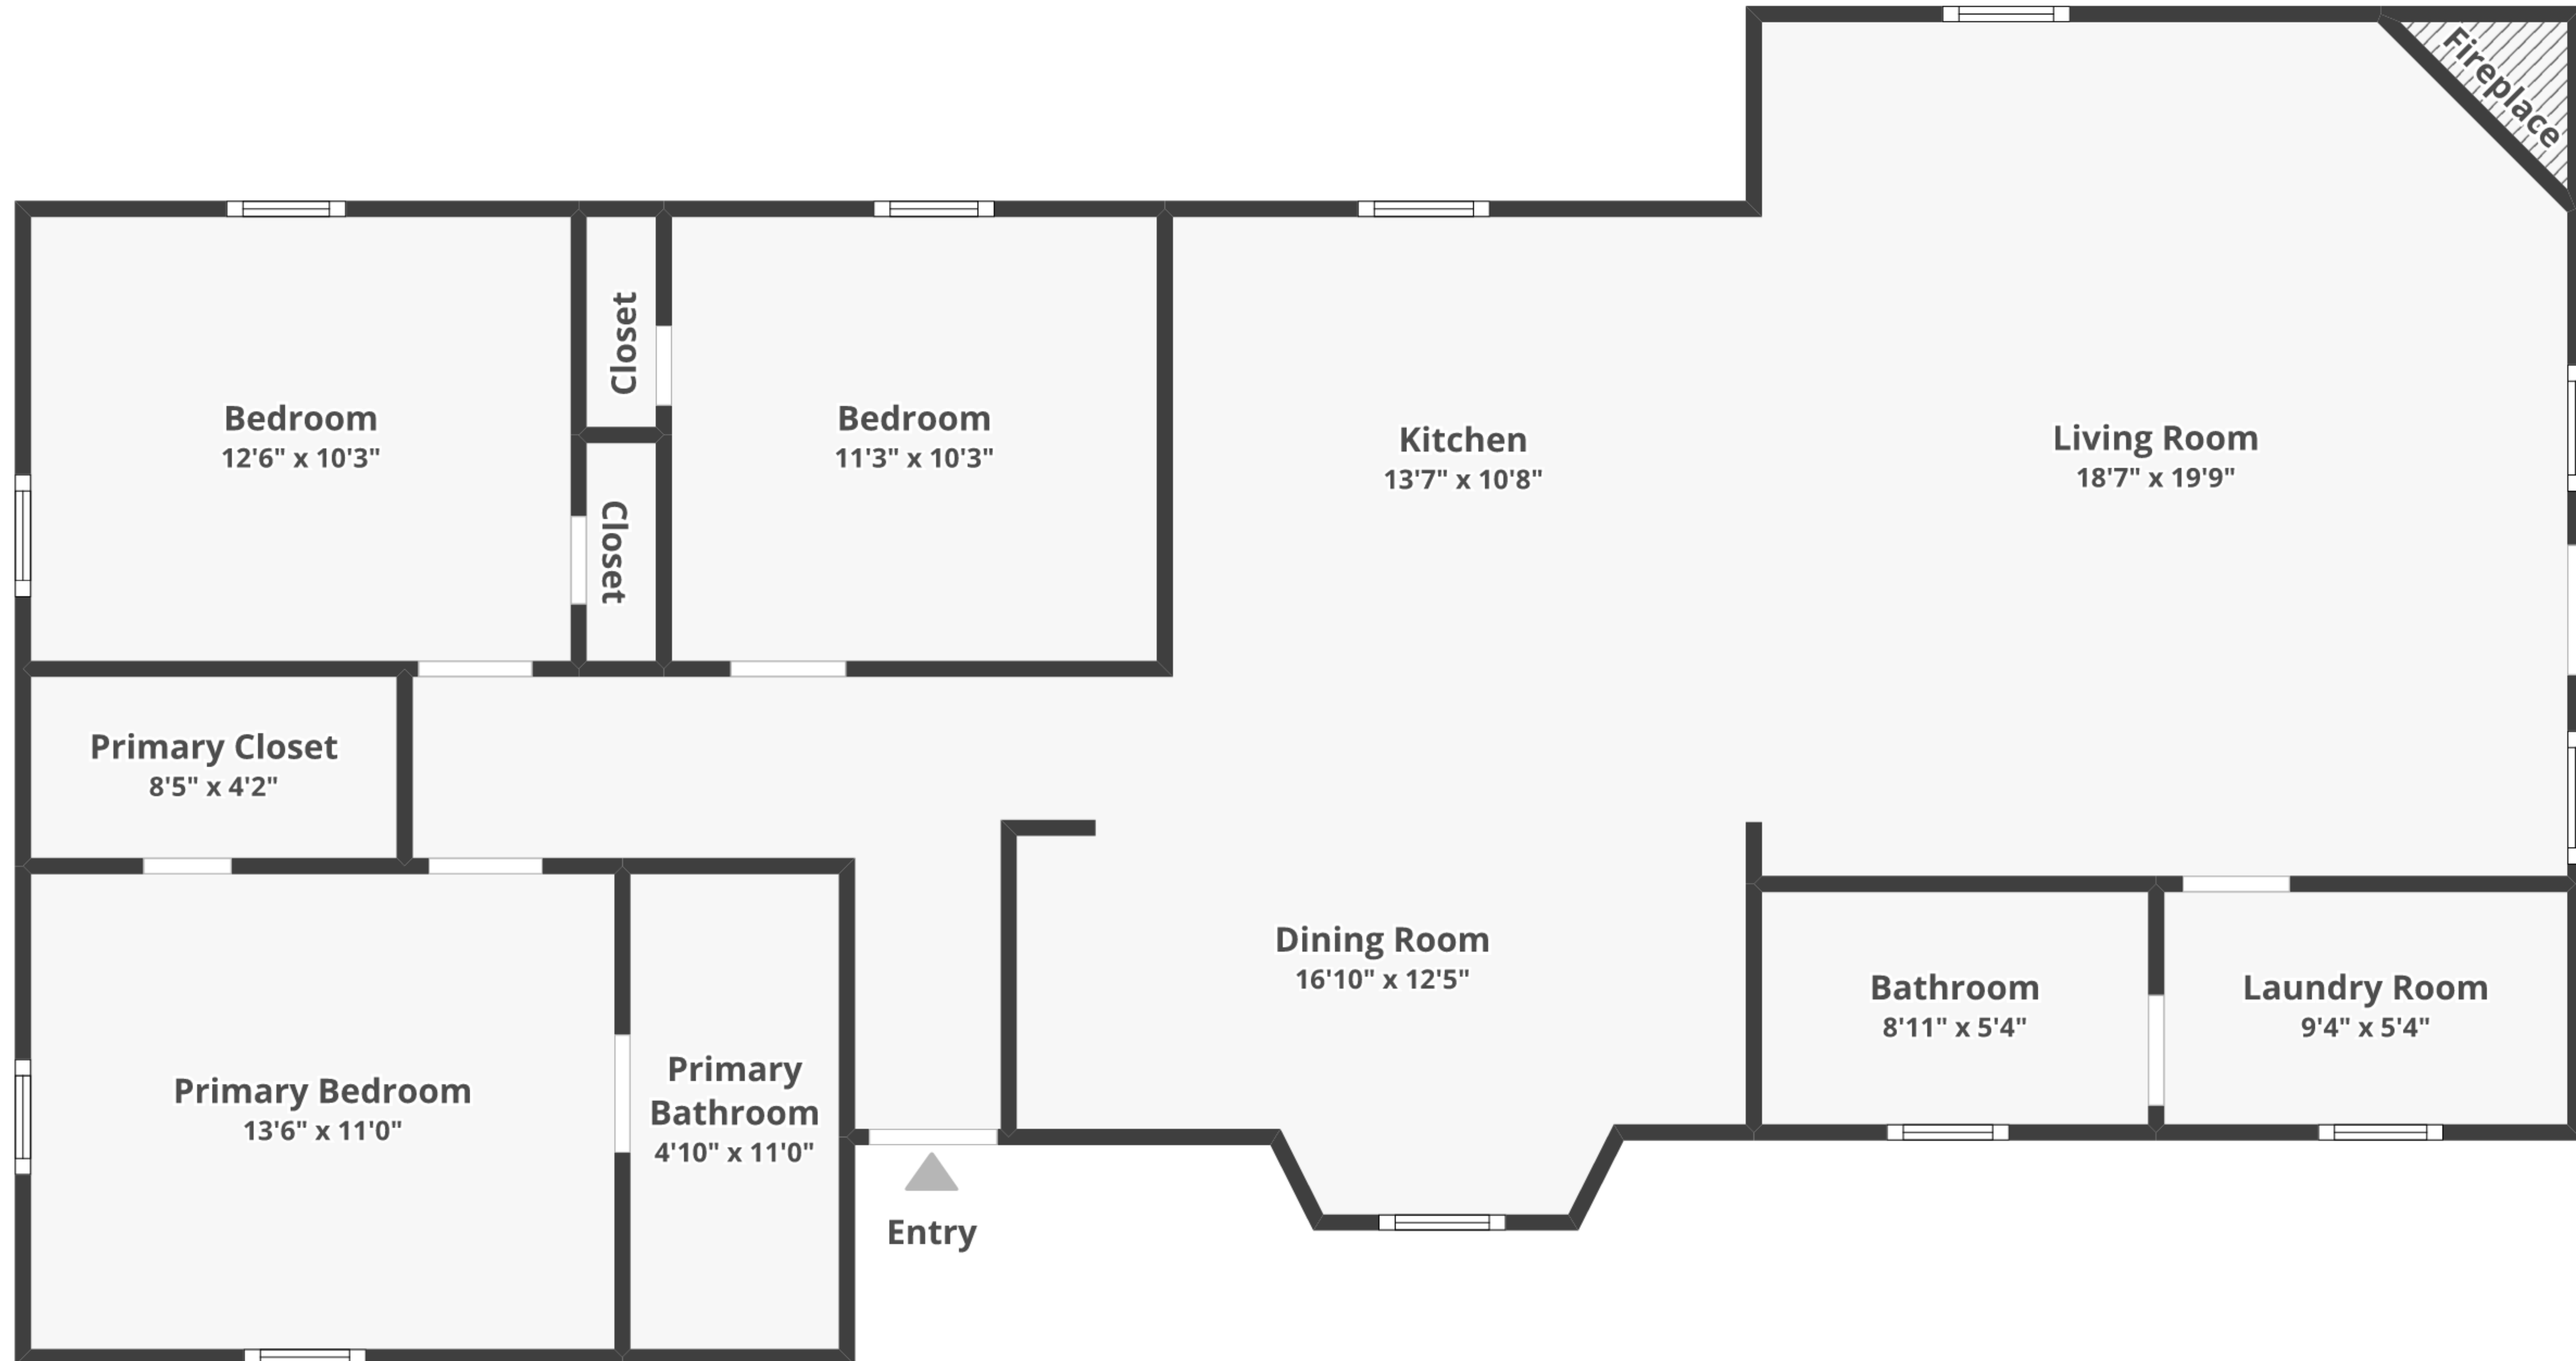 Fireplace
Bedroom
12'6" x 10'3"
Closet
Closet
Bedroom
11'3" x 10'3"
Kitchen
13'7" x 10'8"
Living Room
18'7" x 19'9"
Primary Closet
8'5" x 4'2"
Primary Bedroom
13'6" x 11'0"
Primary
Bathroom
4'10" x 11'0"
Entry
Dining Room
16'10" x 12'5"
Bathroom
8'11" x 5'4"
Laundry Room
9'4" x 5'4"